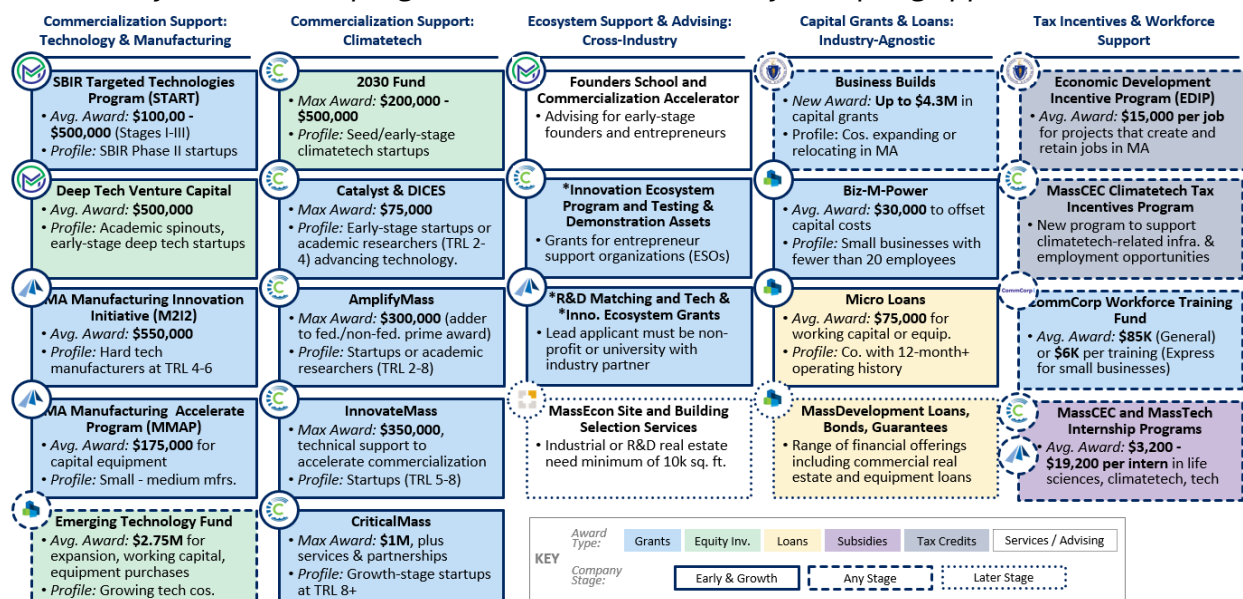 Commercialization Support:
Technology & Manufacturing
SBIR Targeted Technologies
Program (START)
• Avg. Award: $100,00 -
$500,000 (Stages I-III)
• Profile: SBIR Phase II startups
Deep Tech Venture Capital
• Avg. Award: $500,000
• Profile: Academic spinouts,
early-stage deep tech startups
MA Manufacturing Innovation
Initiative (M2I2)
• Avg. Award: $550,000
• Profile: Hard tech
manufacturers at TRL 4-6
MA Manufacturing Accelerate
Program (MMAP)
• Avg. Award: $175,000 for
capital equipment
• Profile: Small - medium mfrs.
Emerging Technology Fund
• Avg. Award: $2.75M for
expansion, working capital,
equipment purchases
• Profile: Growing tech cos.
Commercialization Support:
Climatetech
2030 Fund
• Max Award: $200,000 -
$500,000
• Profile: Seed/early-stage
climatetech startups
Catalyst & DICES
• Max Award: $75,000
• Profile: Early-stage startups or
academic researchers (TRL 2-
4) advancing technology.
AmplifyMass
• Max Award: $300,000 (adder
to fed./non-fed. prime award)
• Profile: Startups or academic
researchers (TRL 2-8)
InnovateMass
• Max Award: $350,000,
technical support to
accelerate commercialization
• Profile: Startups (TRL 5-8)
CriticalMass
• Max Award: $1M, plus
services & partnerships
• Profile: Growth-stage startups
at TRL 8+
Ecosystem Support & Advising:
Cross-Industry
Founders School and
Commercialization Accelerator
• Advising for early-stage
founders and entrepreneurs
*Innovation Ecosystem
Program and Testing &
Demonstration Assets
• Grants for entrepreneur
support organizations (ESOs)
*R&D Matching and Tech &
*Inno. Ecosystem Grants
• Lead applicant must be non-
profit or university with
industry partner
MassEcon Site and Building
Selection Services
• Industrial or R&D real estate
need minimum of 10k sq. ft.
Capital Grants & Loans:
Industry-Agnostic
Business Builds
• New Award: Up to $4.3M in
capital grants
• Profile: Cos. expanding or
relocating in MA
Biz-M-Power
• Avg. Award: $30,000 to offset
capital costs
• Profile: Small businesses with
fewer than 20 employees
Micro Loans
• Avg. Award: $75,000 for
working capital or equip.
• Profile: Co. with 12-month+
operating history
MassDevelopment Loans,
Bonds, Guarantees
• Range of financial offerings
including commercial real
estate and equipment loans
Tax Incentives & Workforce
Support
Economic Development
Incentive Program (EDIP)
• Avg. Award: $15,000 per job
for projects that create and
retain jobs in MA
MassCEC Climatetech Tax
Incentives Program
• New program to support
climatetech-related infra. &
employment opportunities
CommCorp
CommCorp Workforce Training
Fund
• Avg. Award: $85K (General)
or $6K per training (Express
for small businesses)
MassCEC and MassTech
Internship Programs
• Avg. Award: $3,200 -
$19,200 per intern in life
sciences, climatetech, tech
KEY
Award
Type:
Grants
Equity Inv.
Loans
Subsidies
Tax Credits
Services / Advising
Company
Stage:
Early & Growth
Any Stage
Later Stage